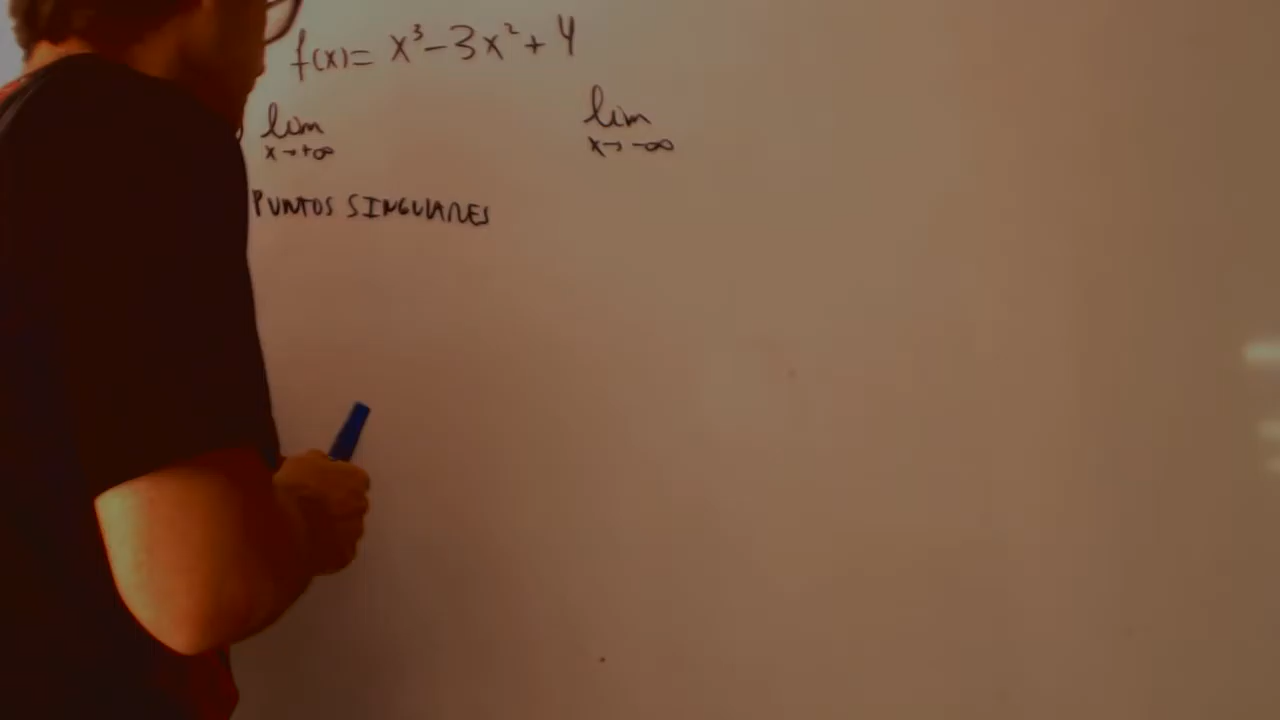 f(x)= x³-3x²+4
lim lim
x→+∞ x→-∞
PUNTOS SINGULARES